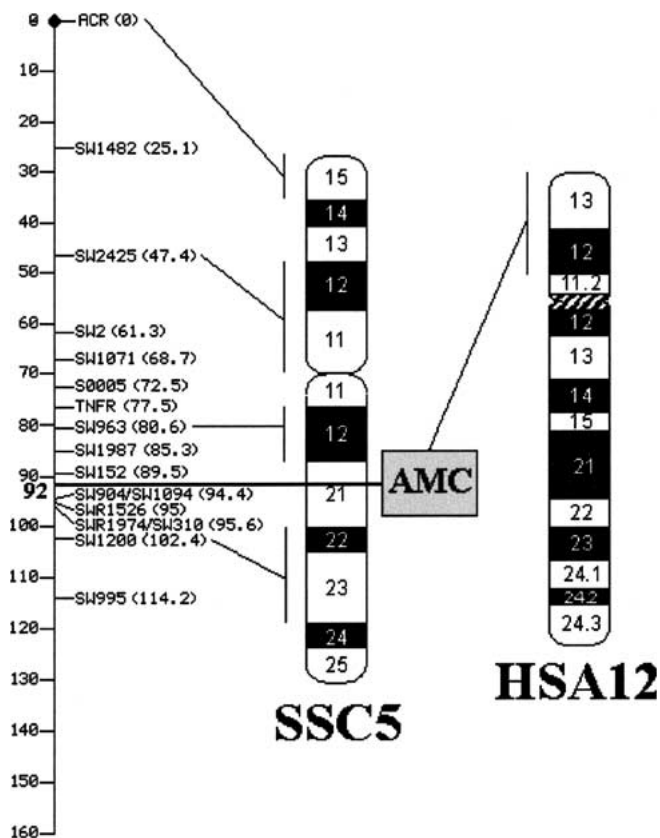 0
ACR (0)
10
20
SW1482 (25.1)
30
40
SW2425 (47.4)
50
60
SW2 (61.3)
SW1071 (68.7)
70
S0005 (72.5)
TNFR (77.5)
80
SW963 (80.6)
SW1987 (85.3)
90
SW152 (89.5)
92
SW904/SW1094 (94.4)
SWR1526 (95)
SWR1974/SW310 (95.6)
100
SW1200 (102.4)
110
SW995 (114.2)
120
130
140
150
160
15
14
13
12
11
11
12
21
22
23
24
25
SSC5
AMC
13
12
11.2
12
13
14
15
21
22
23
24.1
24.2
24.3
HSA12